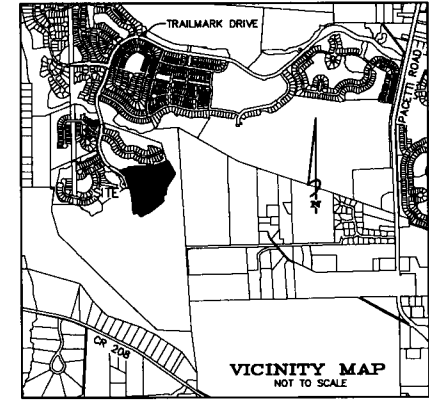 TRAILMARK DRIVE
PACETTI ROAD
N
CR 208
VICINITY MAP
NOT TO SCALE